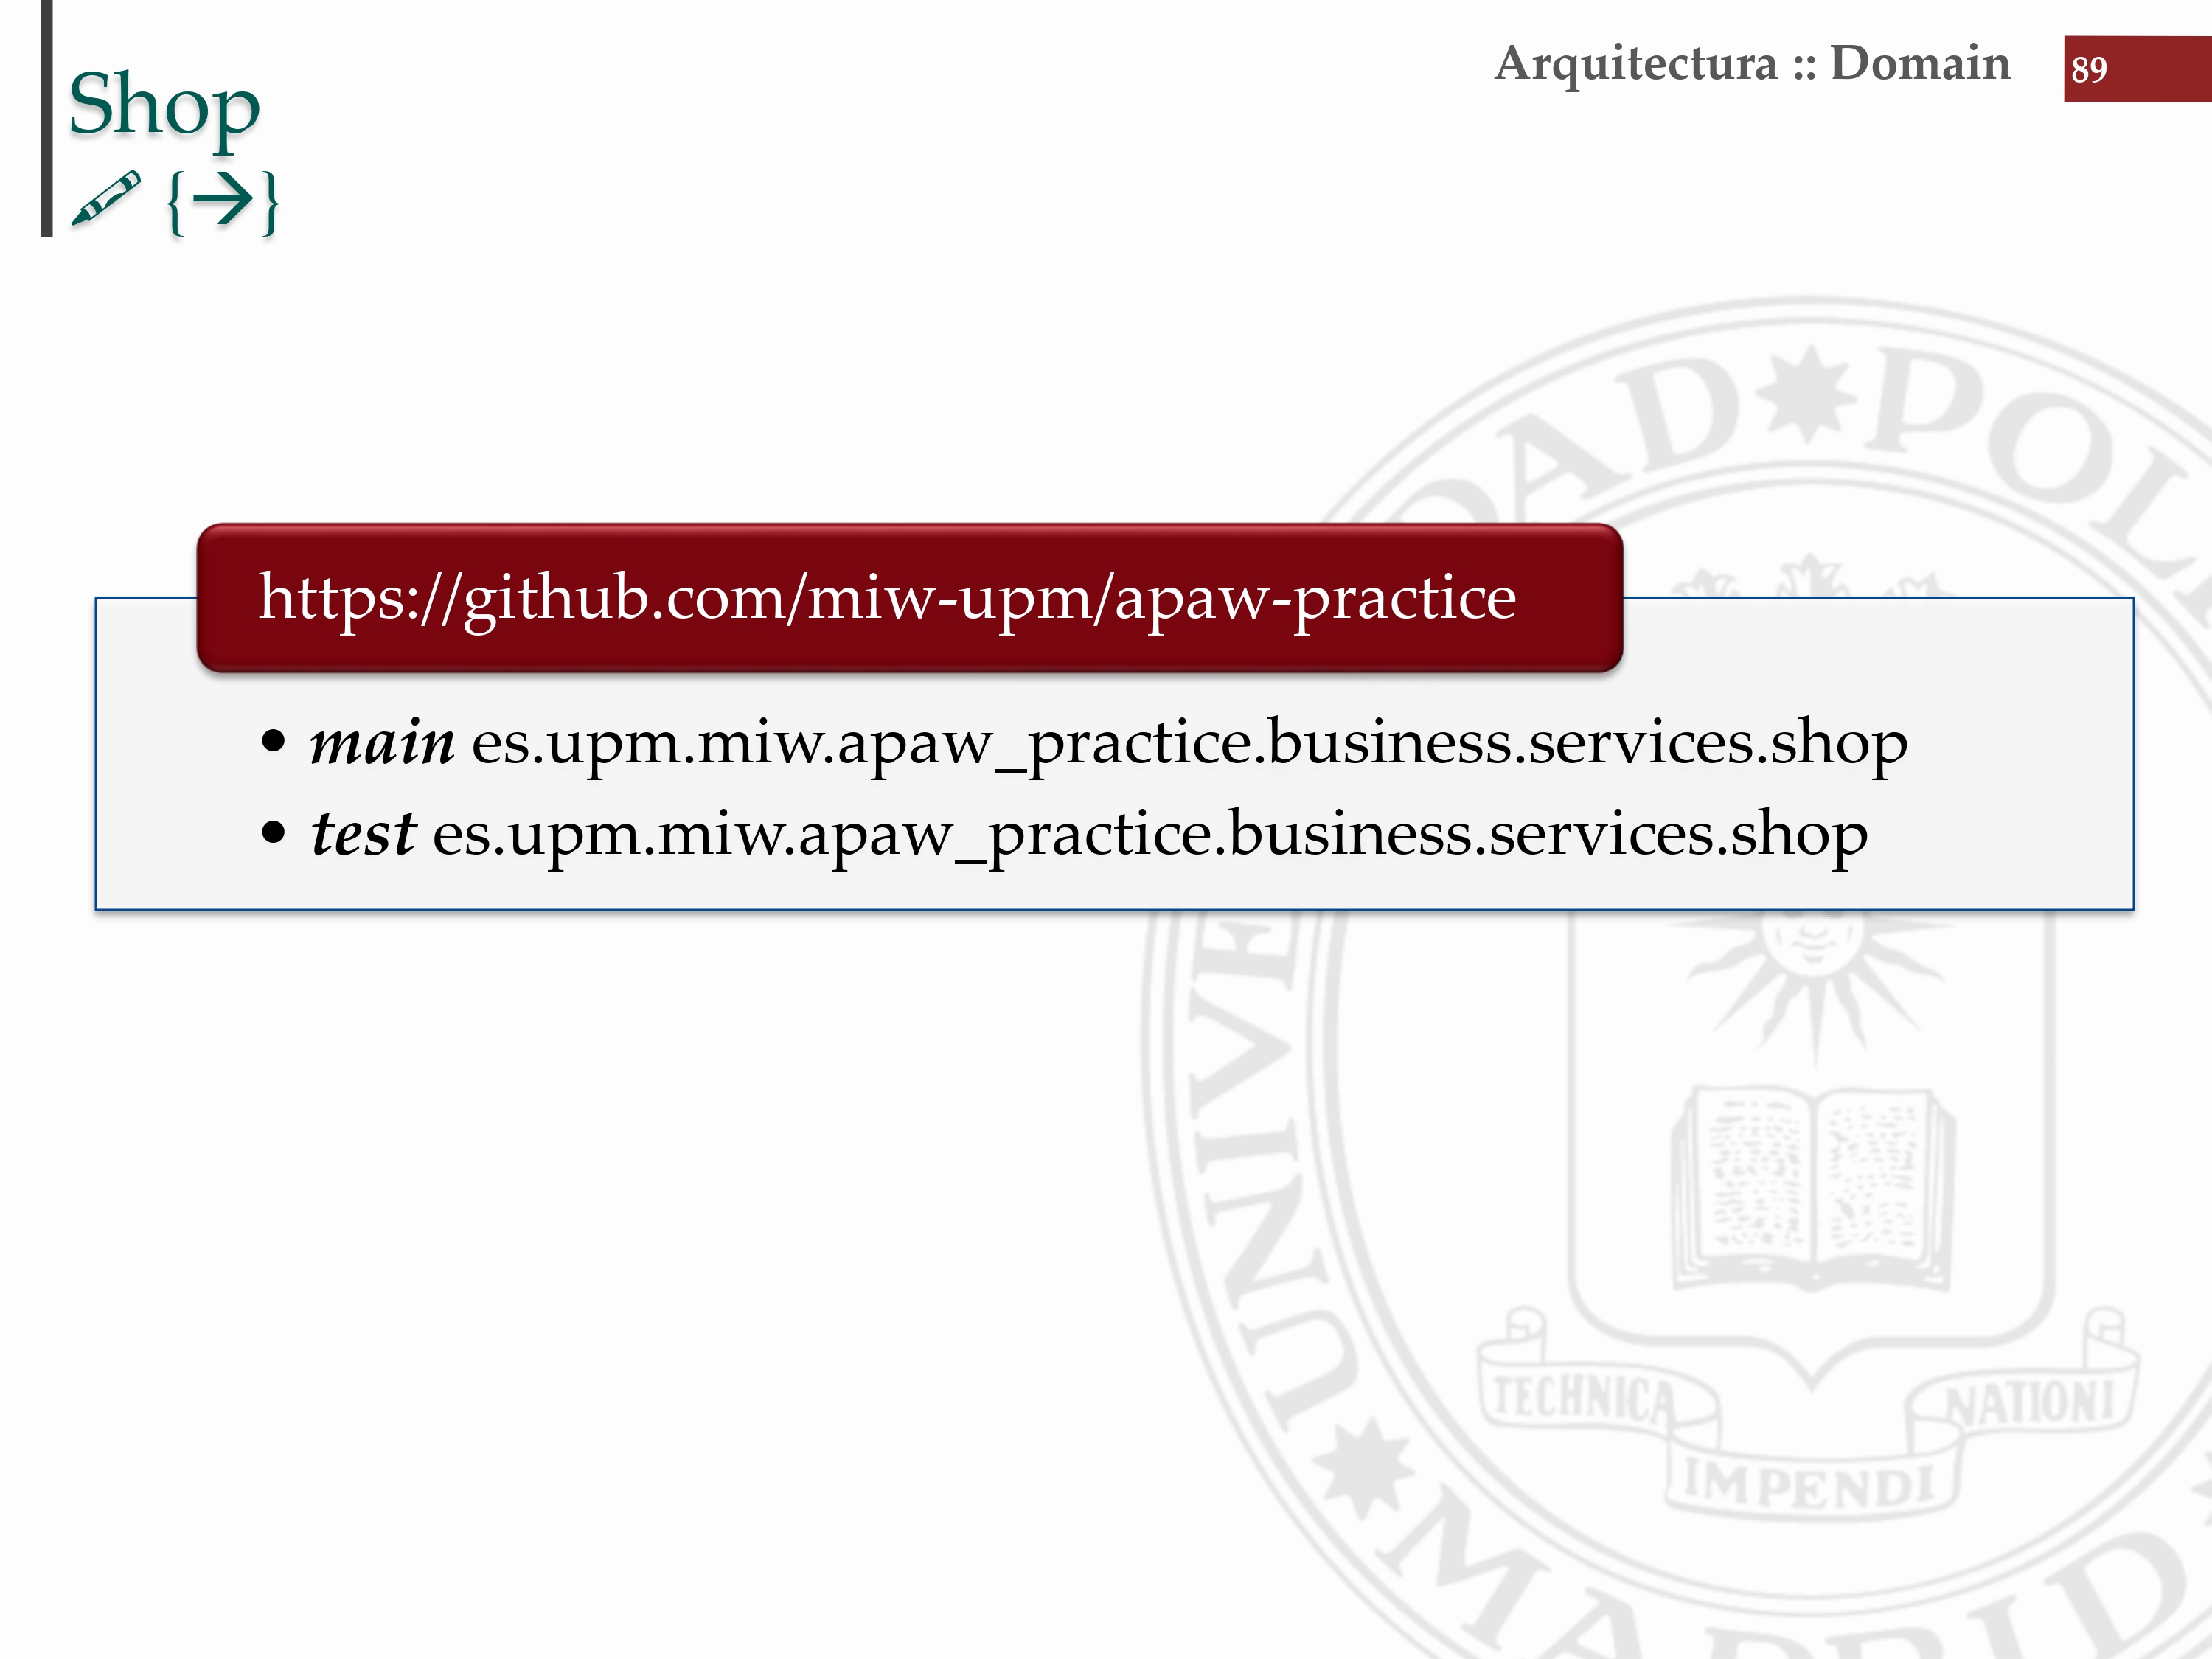 Shop
{→}
Arquitectura :: Domain
89
https://github.com/miw-upm/apaw-practice
• main es.upm.miw.apaw_practice.business.services.shop
• test es.upm.miw.apaw_practice.business.services.shop
TECHNICA
IMPENDI
NATIONI